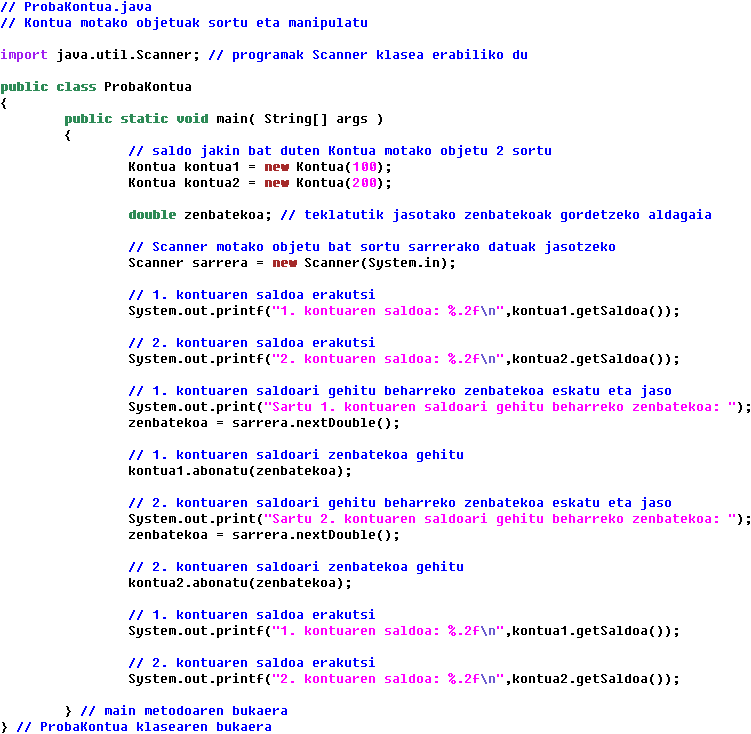 // ProbaKontua.java
// Kontua motako objetuak sortu eta manipulatu
import java.util.Scanner; // programak Scanner klasea erabiliko du
public class ProbaKontua
{
public static void main( String[] args )
{
// saldo jakin bat duten Kontua motako objetu 2 sortu
Kontua kontua1 = new Kontua(100);
Kontua kontua2 = new Kontua(200);
double zenbatekoa; // teklatutik jasotako zenbatekoak gordetzeko aldagaia
// Scanner motako objetu bat sortu sarrerako datuak jasotzeko
Scanner sarrera = new Scanner(System.in);
// 1. kontuaren saldoa erakutsi
System.out.printf("1. kontuaren saldoa: %.2f\n",kontua1.getSaldoa());
// 2. kontuaren saldoa erakutsi
System.out.printf("2. kontuaren saldoa: %.2f\n",kontua2.getSaldoa());
// 1. kontuaren saldoari gehitu beharreko zenbatekoa eskatu eta jaso
System.out.print("Sartu 1. kontuaren saldoari gehitu beharreko zenbatekoa: ");
zenbatekoa = sarrera.nextDouble();
// 1. kontuaren saldoari zenbatekoa gehitu
kontua1.abonatu(zenbatekoa);
// 2. kontuaren saldoari gehitu beharreko zenbatekoa eskatu eta jaso
System.out.print("Sartu 2. kontuaren saldoari gehitu beharreko zenbatekoa: ");
zenbatekoa = sarrera.nextDouble();
// 2. kontuaren saldoari zenbatekoa gehitu
kontua2.abonatu(zenbatekoa);
// 1. kontuaren saldoa erakutsi
System.out.printf("1. kontuaren saldoa: %.2f\n",kontua1.getSaldoa());
// 2. kontuaren saldoa erakutsi
System.out.printf("2. kontuaren saldoa: %.2f\n",kontua2.getSaldoa());
} // main metodoaren bukaera
} // ProbaKontua klasearen bukaera